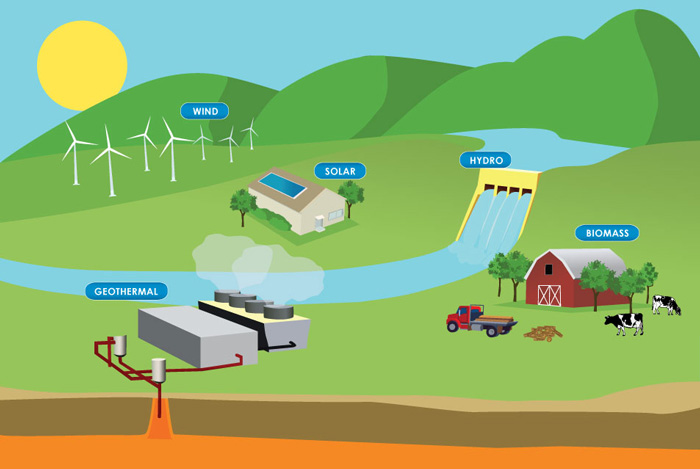 WIND
SOLAR
HYDRO
BIOMASS
GEOTHERMAL